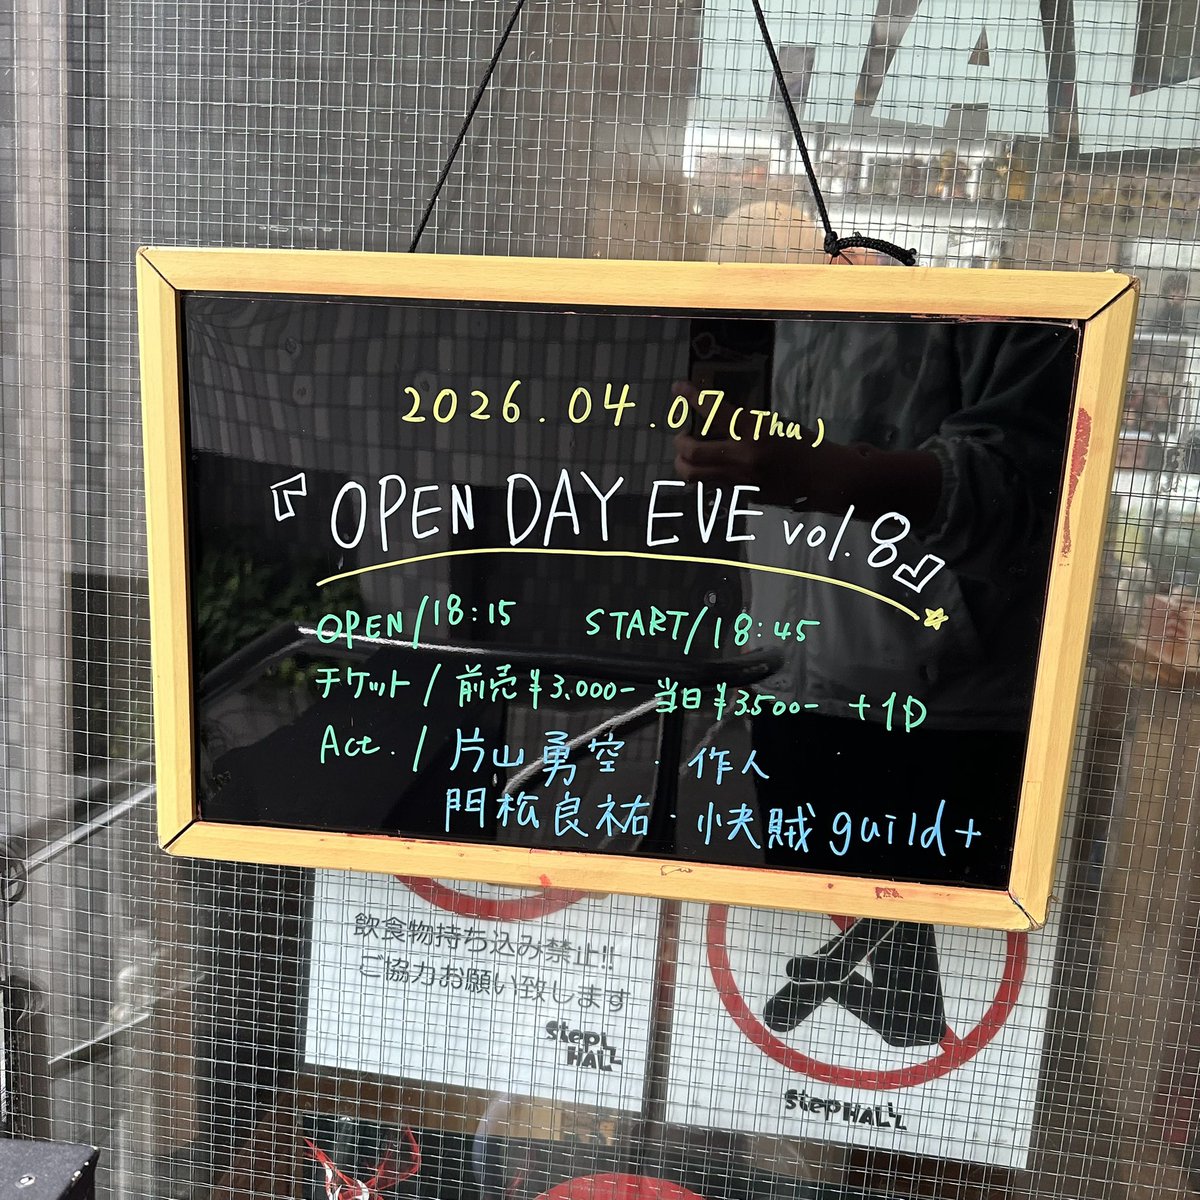 HAL
2026.04.07(Thu)
『OPEN DAY EVE vol.8』
OPEN/18:15 START/18:45
チケット/前売¥3.000- 当日¥3.500- +1D
Act./片山勇空・作人
門松良祐・快賊guild+
飲食物持ち込み禁止!!
ご協力お願い致します
Step HALL
Step HALL